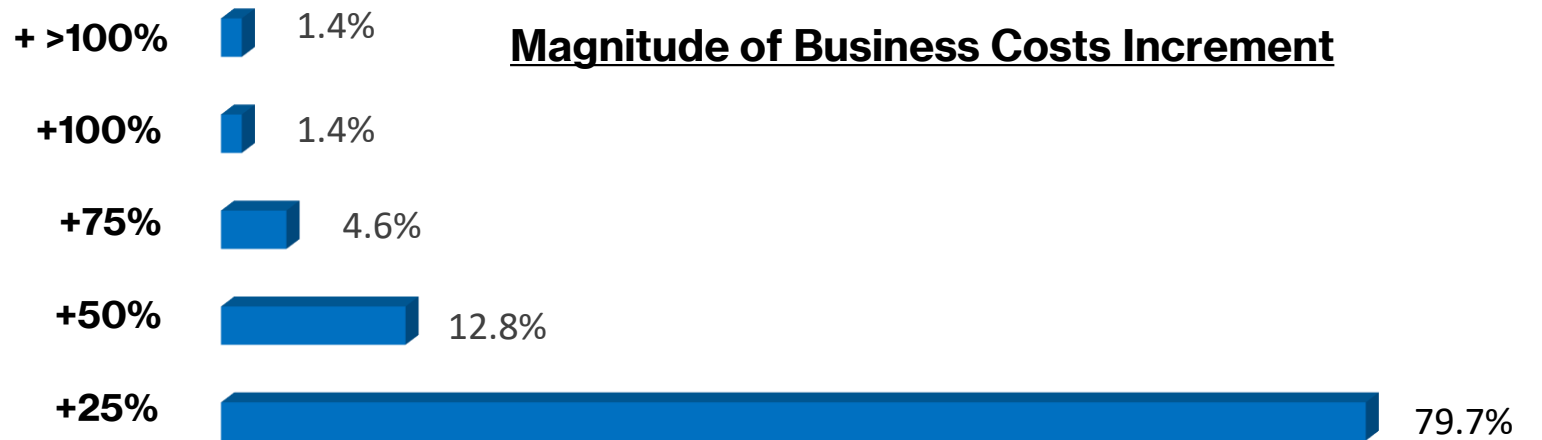 Magnitude of Business Costs Increment
+ >100% 1.4%
+100% 1.4%
+75% 4.6%
+50% 12.8%
+25% 79.7%